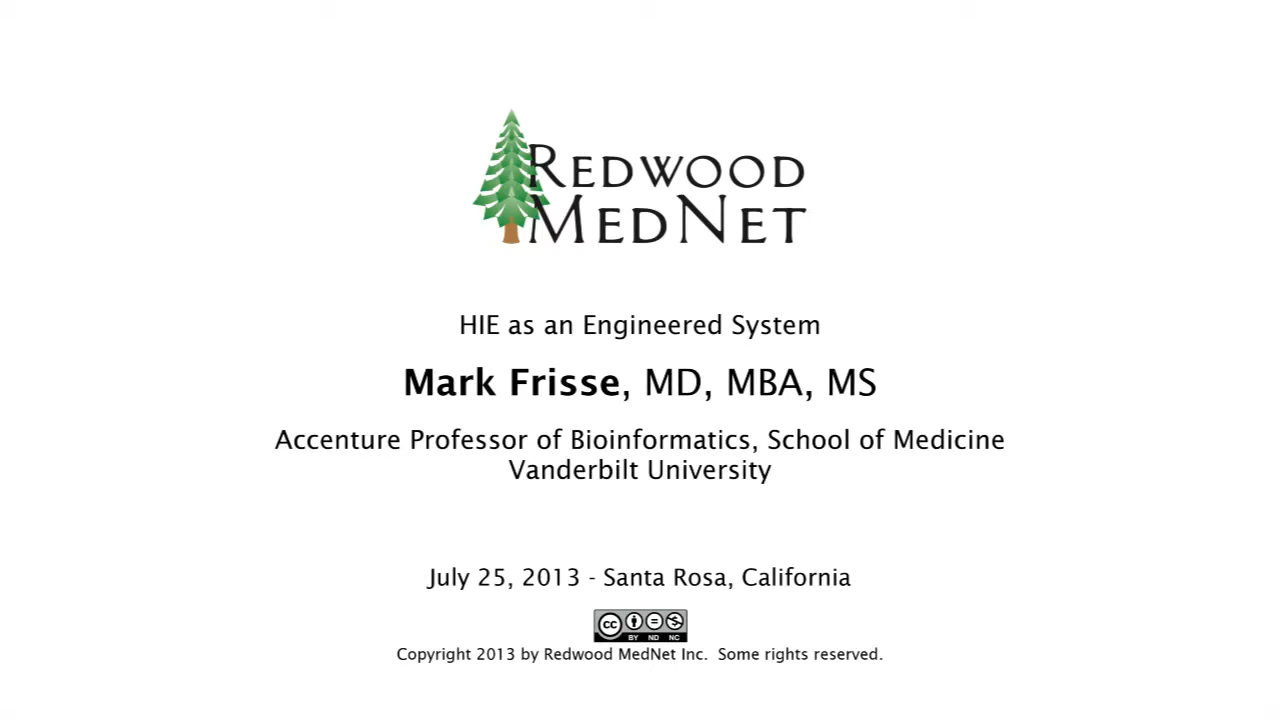 REDWOOD
MEDNET
HIE as an Engineered System
Mark Frisse, MD, MBA, MS
Accenture Professor of Bioinformatics, School of Medicine
Vanderbilt University
July 25, 2013 - Santa Rosa, California
cc
BY ND NC
Copyright 2013 by Redwood MedNet Inc. Some rights reserved.